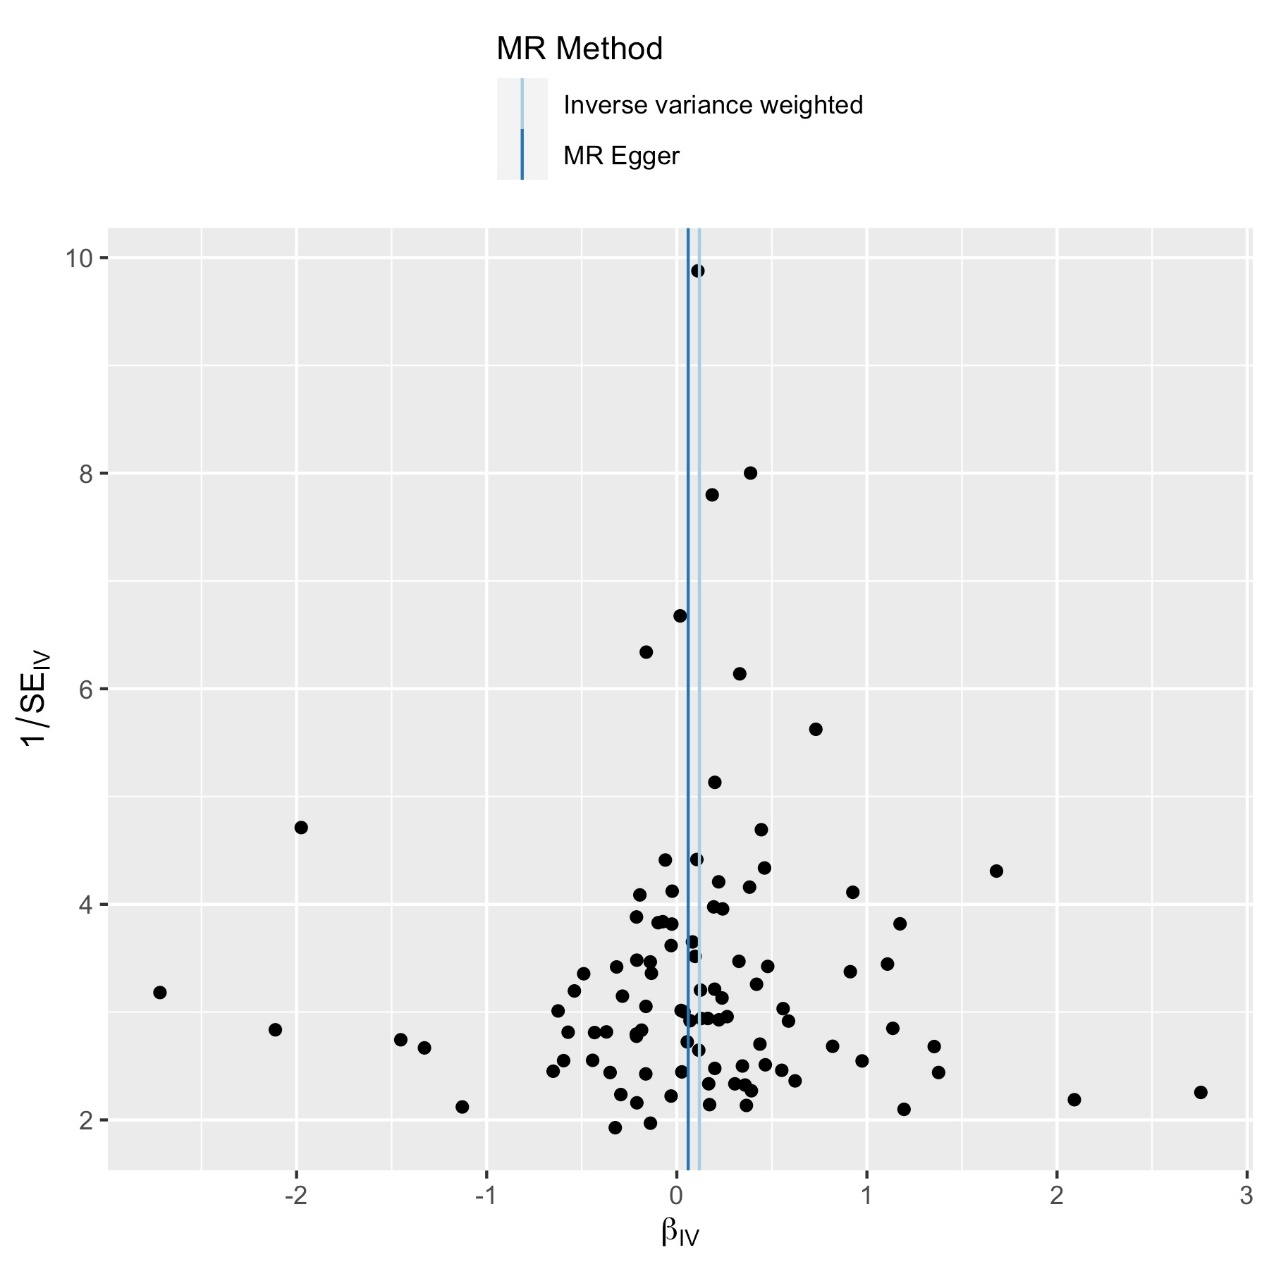 MR Method
Inverse variance weighted
MR Egger
10
8
6
4
2
1/SE_IV
-2
-1
0
1
2
3
β_IV